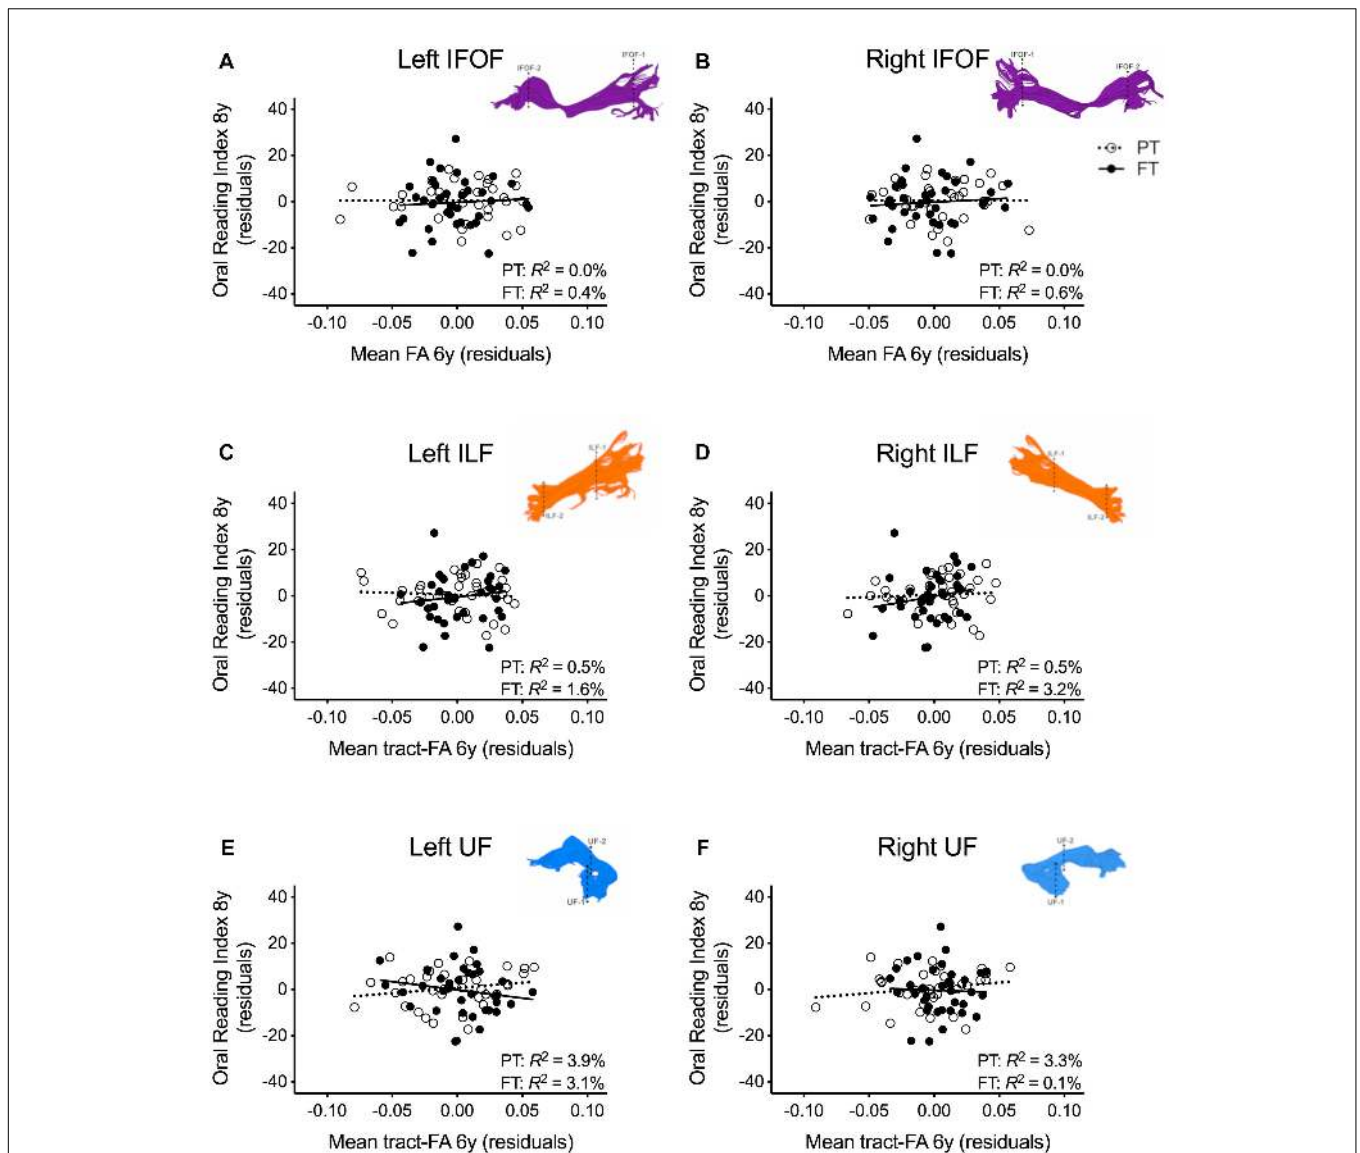 A
Left IFOF
IFOF-2
IFOF-1
Oral Reading Index 8y
(residuals)
40
20
0
-20
-40
PT: R² = 0.0%
FT: R² = 0.4%
-0.10 -0.05 0.00 0.05 0.10
Mean FA 6y (residuals)
B
Right IFOF
IFOF-1
IFOF-2
PT
FT
Oral Reading Index 8y
(residuals)
40
20
0
-20
-40
PT: R² = 0.0%
FT: R² = 0.6%
-0.10 -0.05 0.00 0.05 0.10
Mean FA 6y (residuals)
C
Left ILF
ILF-1
ILF-2
Oral Reading Index 8y
(residuals)
40
20
0
-20
-40
PT: R² = 0.5%
FT: R² = 1.6%
-0.10 -0.05 0.00 0.05 0.10
Mean tract-FA 6y (residuals)
D
Right ILF
ILF-1
ILF-2
Oral Reading Index 8y
(residuals)
40
20
0
-20
-40
PT: R² = 0.5%
FT: R² = 3.2%
-0.10 -0.05 0.00 0.05 0.10
Mean tract-FA 6y (residuals)
E
Left UF
UF-2
UF-1
Oral Reading Index 8y
(residuals)
40
20
0
-20
-40
PT: R² = 3.9%
FT: R² = 3.1%
-0.10 -0.05 0.00 0.05 0.10
Mean tract-FA 6y (residuals)
F
Right UF
UF-2
UF-1
Oral Reading Index 8y
(residuals)
40
20
0
-20
-40
PT: R² = 3.3%
FT: R² = 0.1%
-0.10 -0.05 0.00 0.05 0.10
Mean tract-FA 6y (residuals)